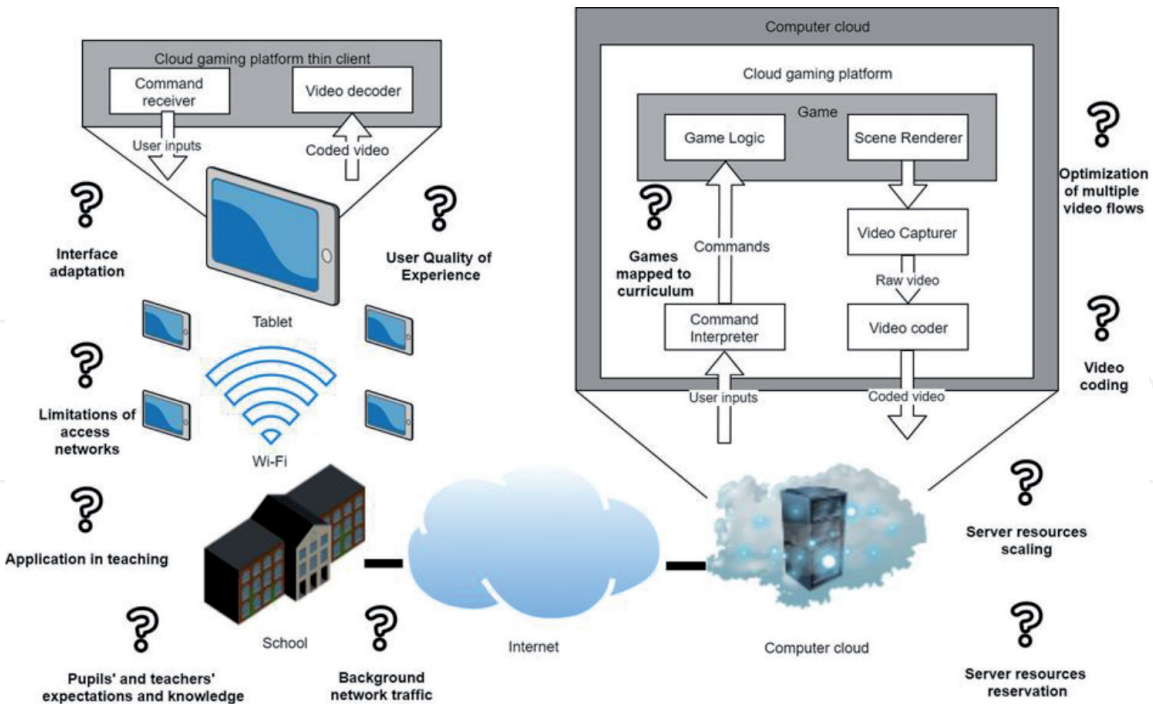 Cloud gaming platform thin client
Command
receiver
Video decoder
User inputs
Coded video
?
Interface
adaptation
?
User Quality of
Experience
Tablet
?
Limitations of
access
networks
Wi-Fi
?
Application in teaching
School
?
Pupils' and teachers'
expectations and knowledge
?
Background
network traffic
Internet
Computer cloud
Cloud gaming platform
Game
Game Logic
Scene Renderer
?
Games
mapped to
curriculum
Commands
Video Capturer
Raw video
Command
Interpreter
Video coder
User inputs
Coded video
?
Optimization
of multiple
video flows
?
Video
coding
?
Server resources
scaling
Computer cloud
?
Server resources
reservation